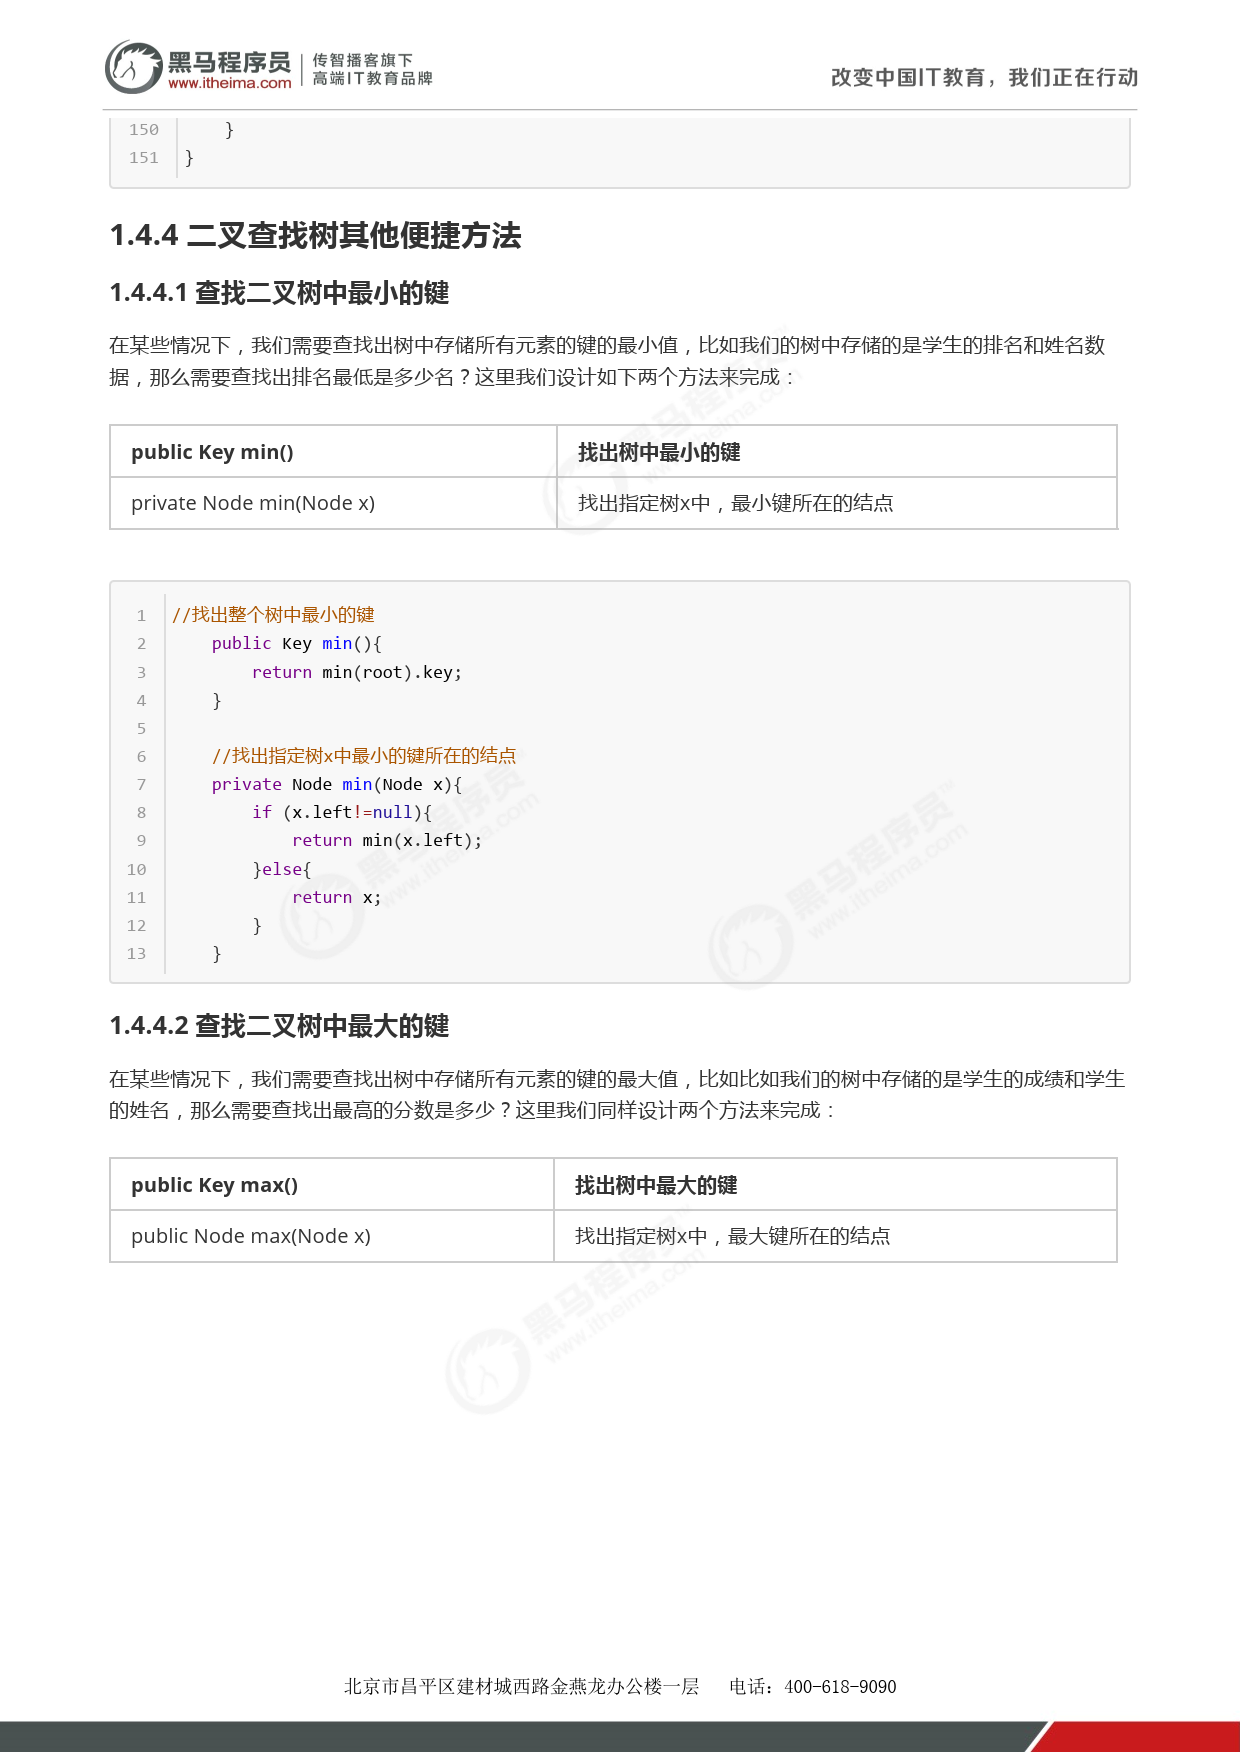 黑马程序员
www.itheima.com
传智播客旗下
高端IT教育品牌
改变中国IT教育，我们正在行动
150     }
151 }
1.4.4 二叉查找树其他便捷方法
1.4.4.1 查找二叉树中最小的键
在某些情况下，我们需要查找出树中存储所有元素的键的最小值，比如我们的树中存储的是学生的排名和姓名数
据，那么需要查找出排名最低是多少名？这里我们设计如下两个方法来完成：
public Key min() 找出树中最小的键
private Node min(Node x) 找出指定树x中，最小键所在的结点
1 //找出整个树中最小的键
2     public Key min(){
3         return min(root).key;
4     }
5
6     //找出指定树x中最小的键所在的结点
7     private Node min(Node x){
8         if (x.left!=null){
9             return min(x.left);
10         }else{
11             return x;
12         }
13     }
1.4.4.2 查找二叉树中最大的键
在某些情况下，我们需要查找出树中存储所有元素的键的最大值，比如比如我们的树中存储的是学生的成绩和学生
的姓名，那么需要查找出最高的分数是多少？这里我们同样设计两个方法来完成：
public Key max() 找出树中最大的键
public Node max(Node x) 找出指定树x中，最大键所在的结点
北京市昌平区建材城西路金燕龙办公楼一层 电话：400-618-9090